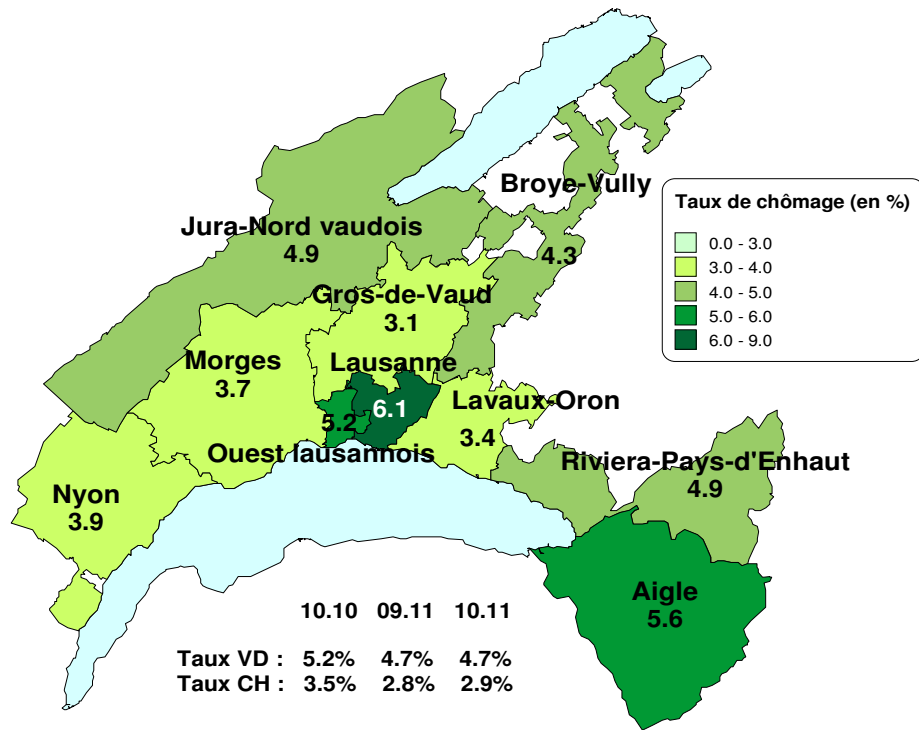 Broye-Vully
4.3
Taux de chômage (en %)
0.0 - 3.0
3.0 - 4.0
4.0 - 5.0
5.0 - 6.0
6.0 - 9.0
Jura-Nord vaudois
4.9
Gros-de-Vaud
3.1
Morges
3.7
Lausanne
6.1
5.2
Ouest lausannois
Lavaux-Oron
3.4
Riviera-Pays-d'Enhaut
4.9
Nyon
3.9
Aigle
5.6
10.10 09.11 10.11
Taux VD : 5.2% 4.7% 4.7%
Taux CH : 3.5% 2.8% 2.9%